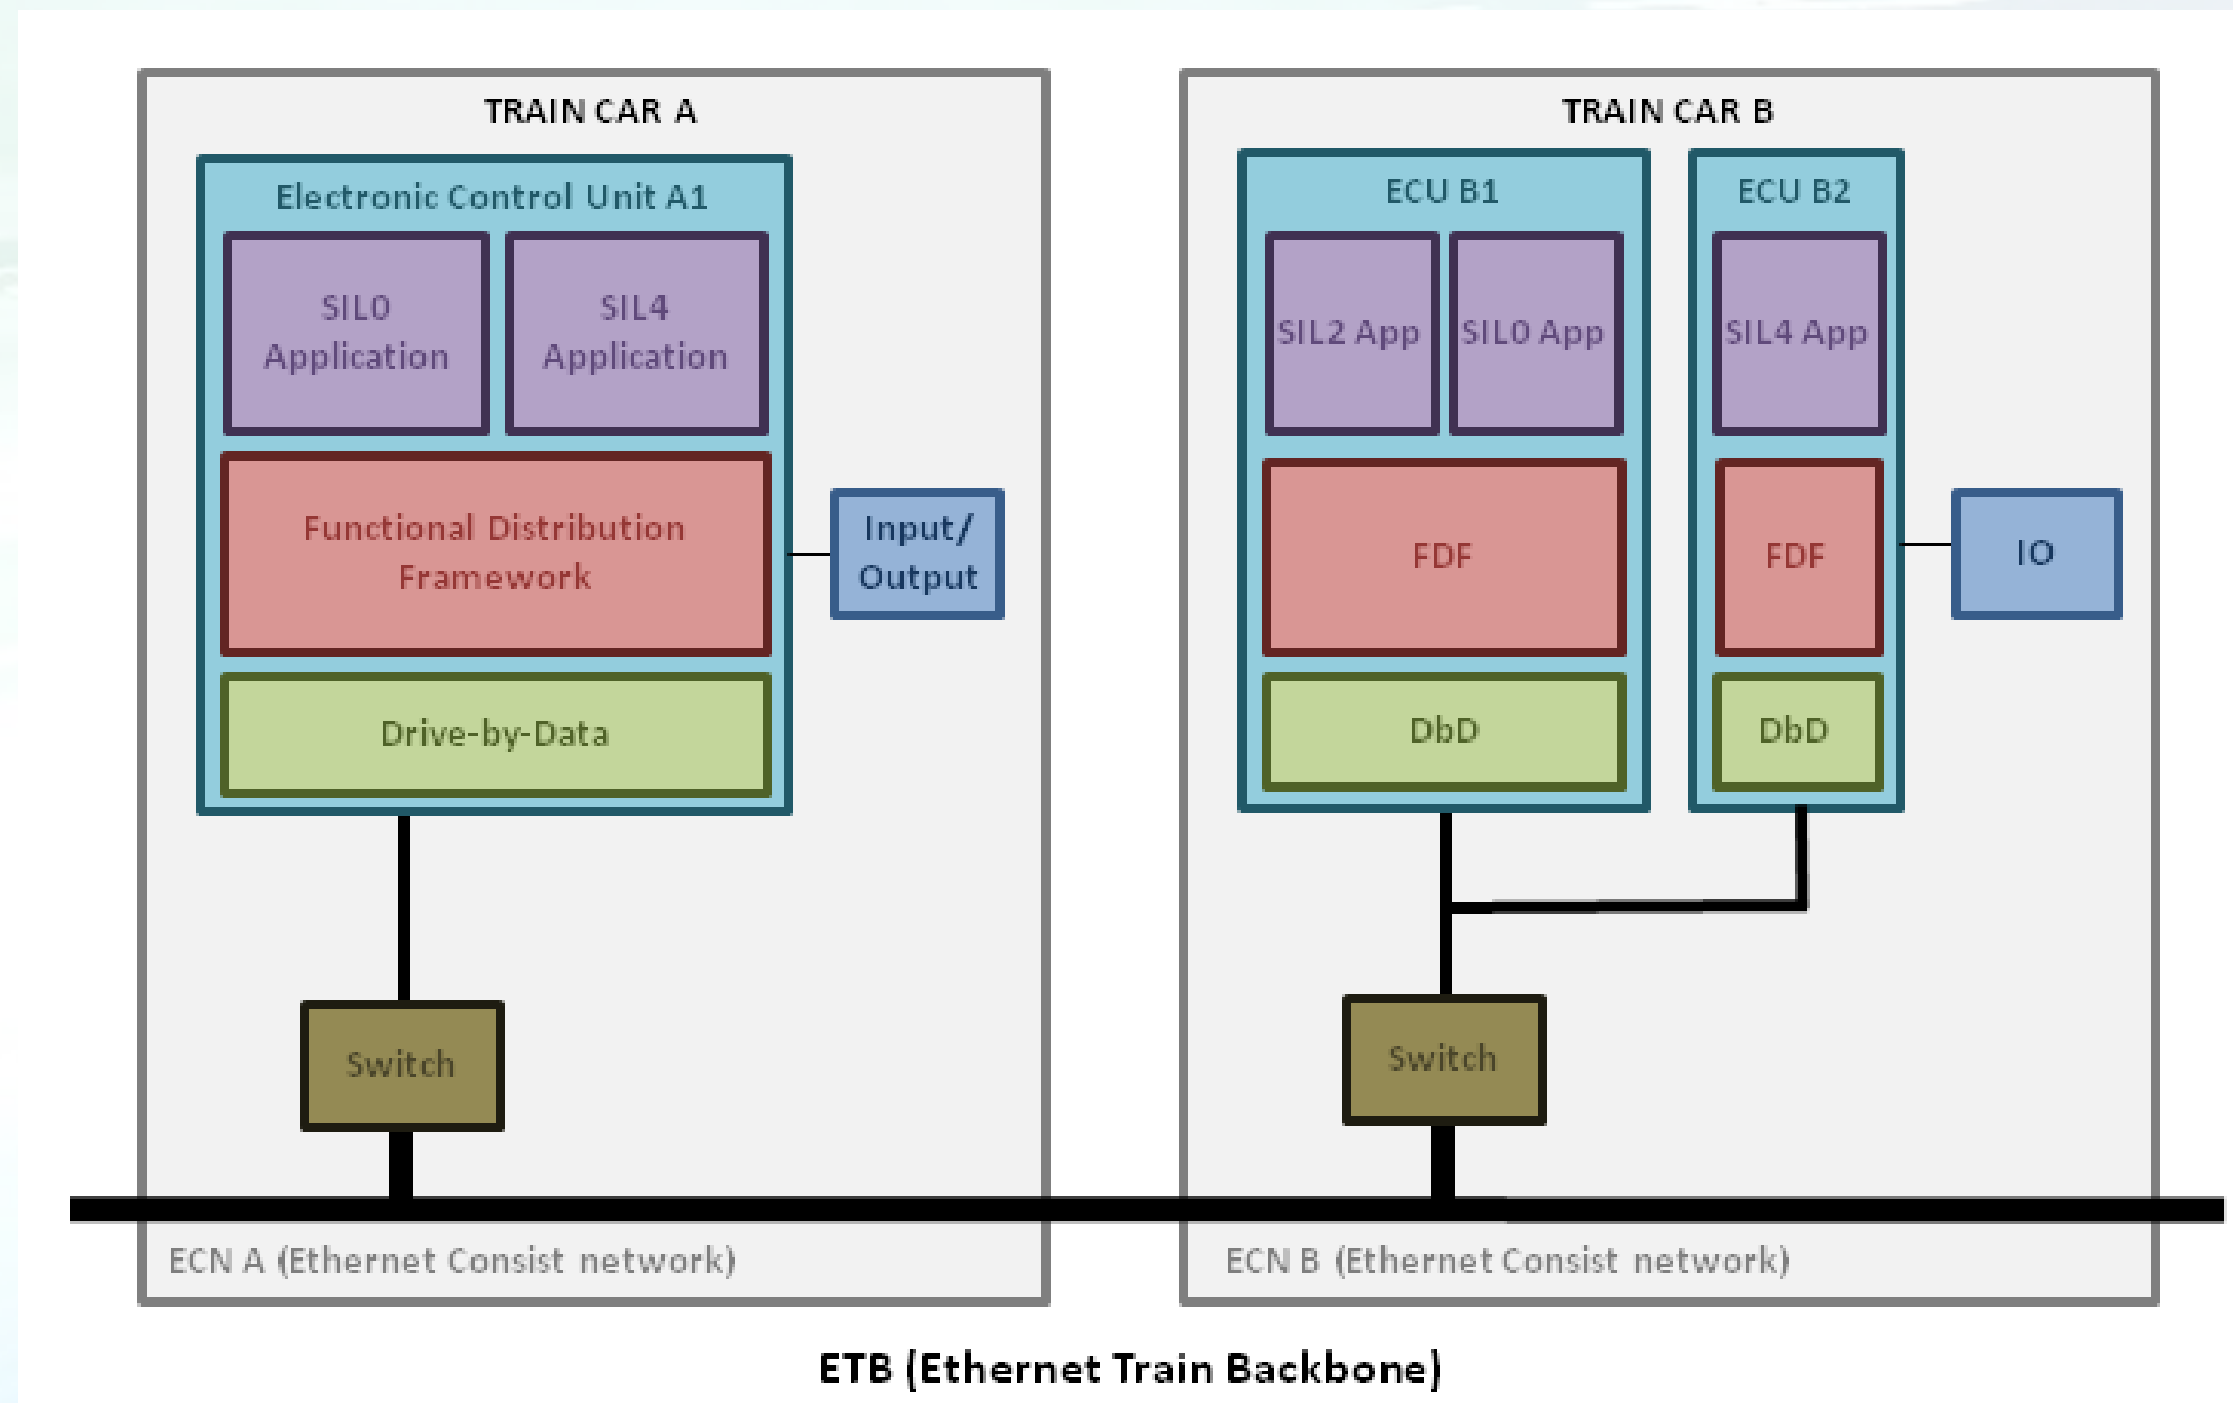 TRAIN CAR A
Electronic Control Unit A1
SIL0
Application
SIL4
Application
Functional Distribution
Framework
Input/
Output
Drive-by-Data
Switch
ECN A (Ethernet Consist network)
TRAIN CAR B
ECU B1
SIL2 App
SIL0 App
FDF
DbD
ECU B2
SIL4 App
FDF
IO
DbD
Switch
ECN B (Ethernet Consist network)
ETB (Ethernet Train Backbone)